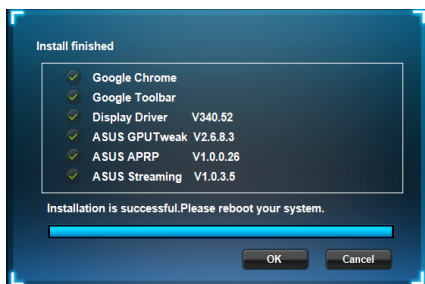 Install finished
Google Chrome
Google Toolbar
Display Driver V340.52
ASUS GPUTweak V2.6.8.3
ASUS APRP V1.0.0.26
ASUS Streaming V1.0.3.5
Installation is successful.Please reboot your system.
OK Cancel